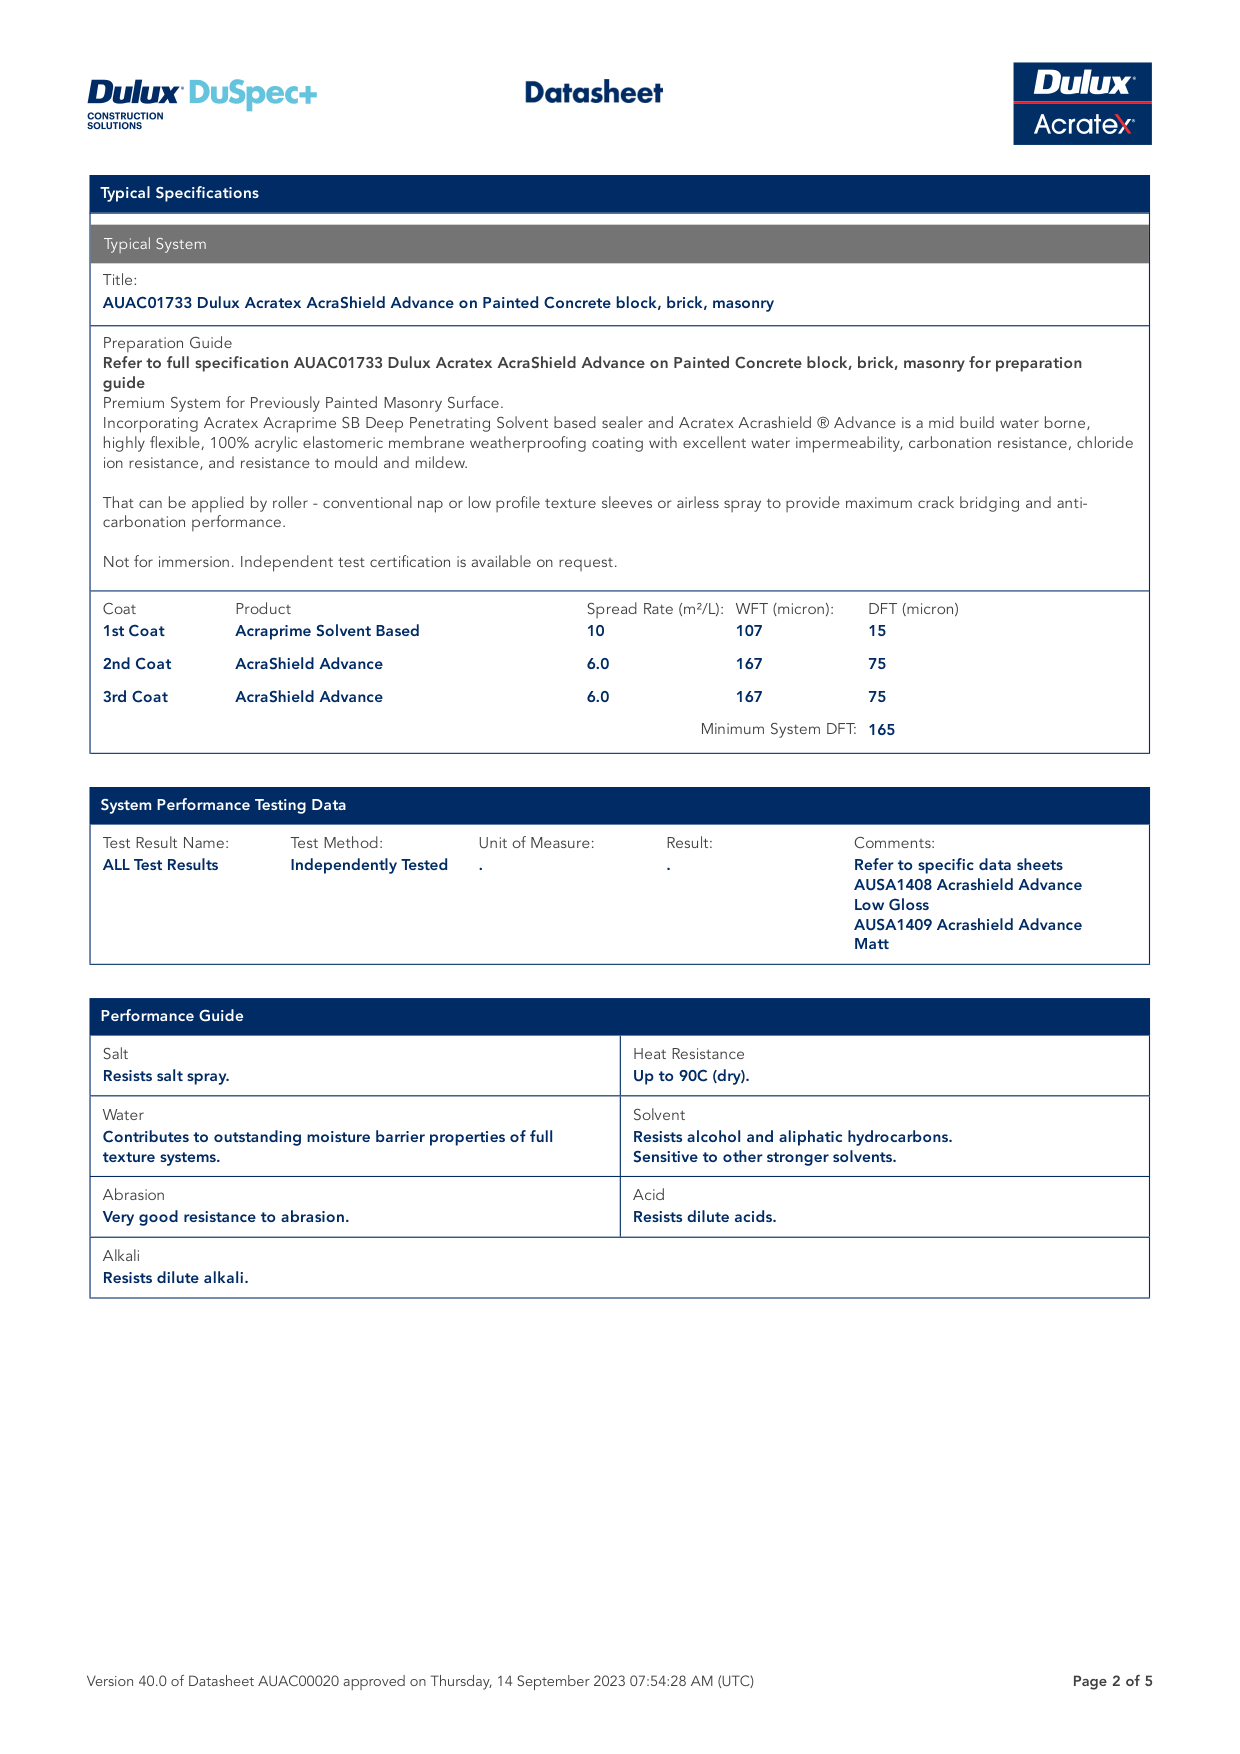 Dulux DuSpec+
CONSTRUCTION
SOLUTIONS
Datasheet
Dulux®
Acratex®
Typical Specifications
Typical System
Title:
AUAC01733 Dulux Acratex AcraShield Advance on Painted Concrete block, brick, masonry
Preparation Guide
Refer to full specification AUAC01733 Dulux Acratex AcraShield Advance on Painted Concrete block, brick, masonry for preparation
guide
Premium System for Previously Painted Masonry Surface.
Incorporating Acratex Acraprime SB Deep Penetrating Solvent based sealer and Acratex Acrashield ® Advance is a mid build water borne,
highly flexible, 100% acrylic elastomeric membrane weatherproofing coating with excellent water impermeability, carbonation resistance, chloride
ion resistance, and resistance to mould and mildew.
That can be applied by roller - conventional nap or low profile texture sleeves or airless spray to provide maximum crack bridging and anti-
carbonation performance.
Not for immersion. Independent test certification is available on request.
Coat Product Spread Rate (m²/L): WFT (micron): DFT (micron)
1st Coat Acraprime Solvent Based 10 107 15
2nd Coat AcraShield Advance 6.0 167 75
3rd Coat AcraShield Advance 6.0 167 75
Minimum System DFT: 165
System Performance Testing Data
Test Result Name: Test Method: Unit of Measure: Result: Comments:
ALL Test Results Independently Tested . . Refer to specific data sheets
AUSA1408 Acrashield Advance
Low Gloss
AUSA1409 Acrashield Advance
Matt
Performance Guide
Salt
Resists salt spray.
Heat Resistance
Up to 90C (dry).
Water
Contributes to outstanding moisture barrier properties of full
texture systems.
Solvent
Resists alcohol and aliphatic hydrocarbons.
Sensitive to other stronger solvents.
Abrasion
Very good resistance to abrasion.
Acid
Resists dilute acids.
Alkali
Resists dilute alkali.
Version 40.0 of Datasheet AUAC00020 approved on Thursday, 14 September 2023 07:54:28 AM (UTC)
Page 2 of 5